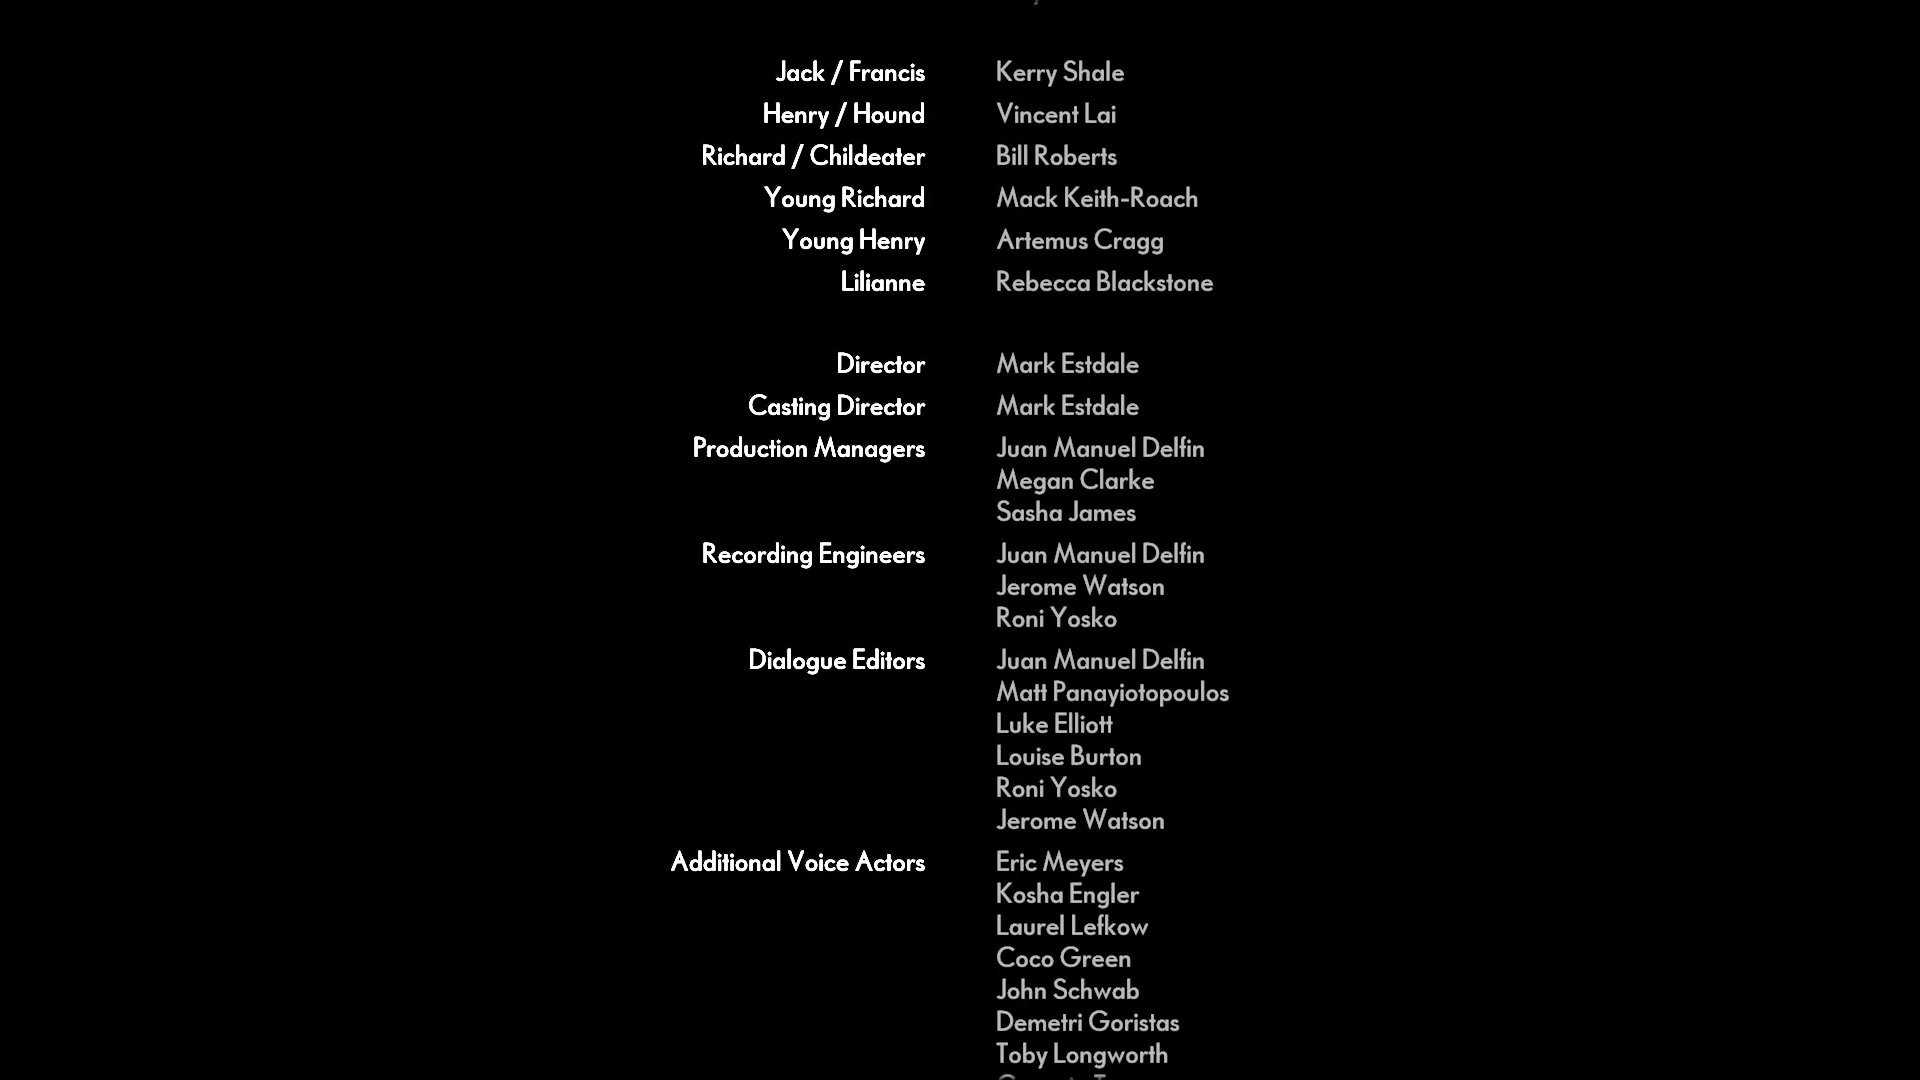 Jack / Francis Kerry Shale
Henry / Hound Vincent Lai
Richard / Childeater Bill Roberts
Young Richard Mack Keith-Roach
Young Henry Artemus Cragg
Lilianne Rebecca Blackstone
Director Mark Estdale
Casting Director Mark Estdale
Production Managers Juan Manuel Delfin
Megan Clarke
Sasha James
Recording Engineers Juan Manuel Delfin
Jerome Watson
Roni Yosko
Dialogue Editors Juan Manuel Delfin
Matt Panayiotopoulos
Luke Elliott
Louise Burton
Roni Yosko
Jerome Watson
Additional Voice Actors Eric Meyers
Kosha Engler
Laurel Lefkow
Coco Green
John Schwab
Demetri Goristas
Toby Longworth